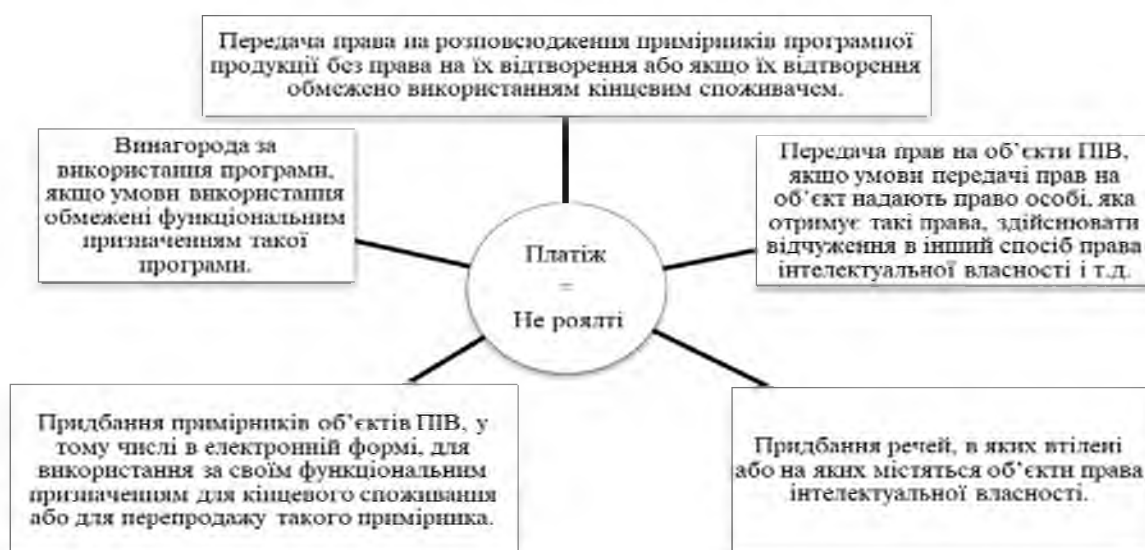 Передача права на розповсюдження примірників програмної
продукції без права на їх відтворення або якщо їх відтворення
обмежено використанням кінцевим споживачем.
Винагорода за
використання програми,
якщо умови використання
обмежені функціональним
призначенням такої
програми.
Передача прав на об’єкти ПІВ,
якщо умови передачі прав на
об’єкт надають право особі, яка
отримує такі права, здійснювати
відчуження в інший спосіб права
інтелектуальної власності і т.д.
Платіж
=
Не роялті
Придбання примірників об’єктів ПІВ, у
тому числі в електронній формі, для
використання за своїм функціональним
призначенням для кінцевого споживання
або для перепродажу такого примірника.
Придбання речей, в яких втілені
або на яких містяться об’єкти права
інтелектуальної власності.